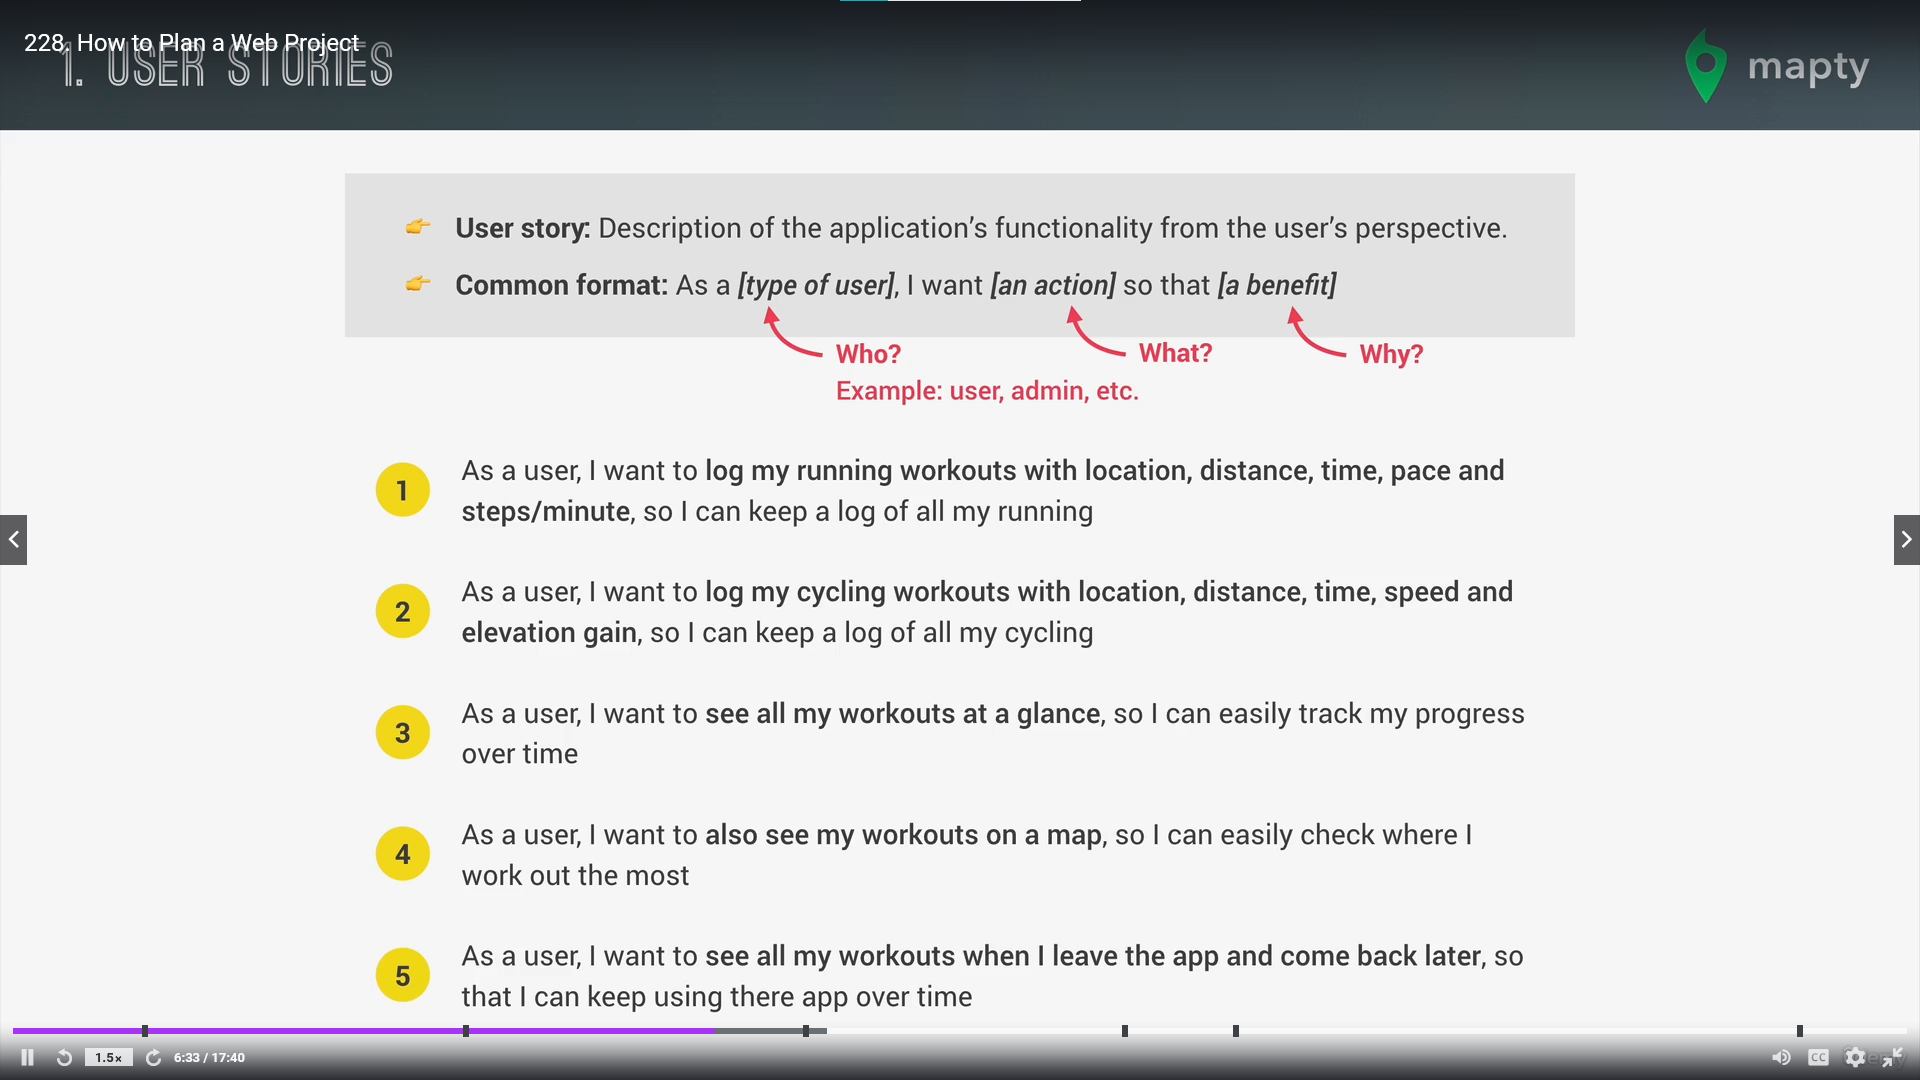 228. How to Plan a Web Project
1. USER STORIES
mapty
👉 User story: Description of the application's functionality from the user's perspective.
👉 Common format: As a [type of user], I want [an action] so that [a benefit]
Who?
What?
Why?
Example: user, admin, etc.
1
As a user, I want to log my running workouts with location, distance, time, pace and
steps/minute, so I can keep a log of all my running
2
As a user, I want to log my cycling workouts with location, distance, time, speed and
elevation gain, so I can keep a log of all my cycling
3
As a user, I want to see all my workouts at a glance, so I can easily track my progress
over time
4
As a user, I want to also see my workouts on a map, so I can easily check where I
work out the most
5
As a user, I want to see all my workouts when I leave the app and come back later, so
that I can keep using there app over time
1.5x
6:33 / 17:40
CC